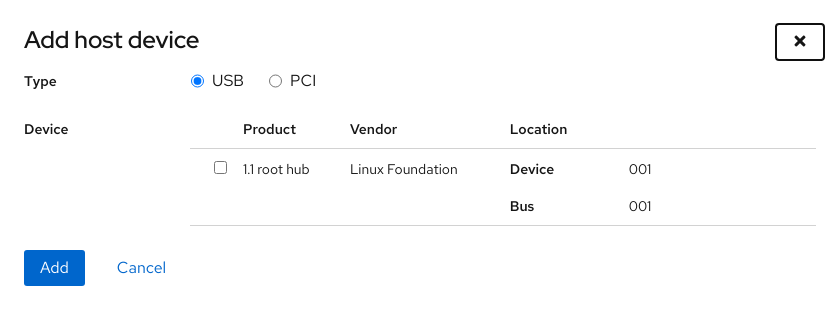 Add host device
Type USB PCI
Device Product Vendor Location
1.1 root hub Linux Foundation Device 001
Bus 001
Add Cancel